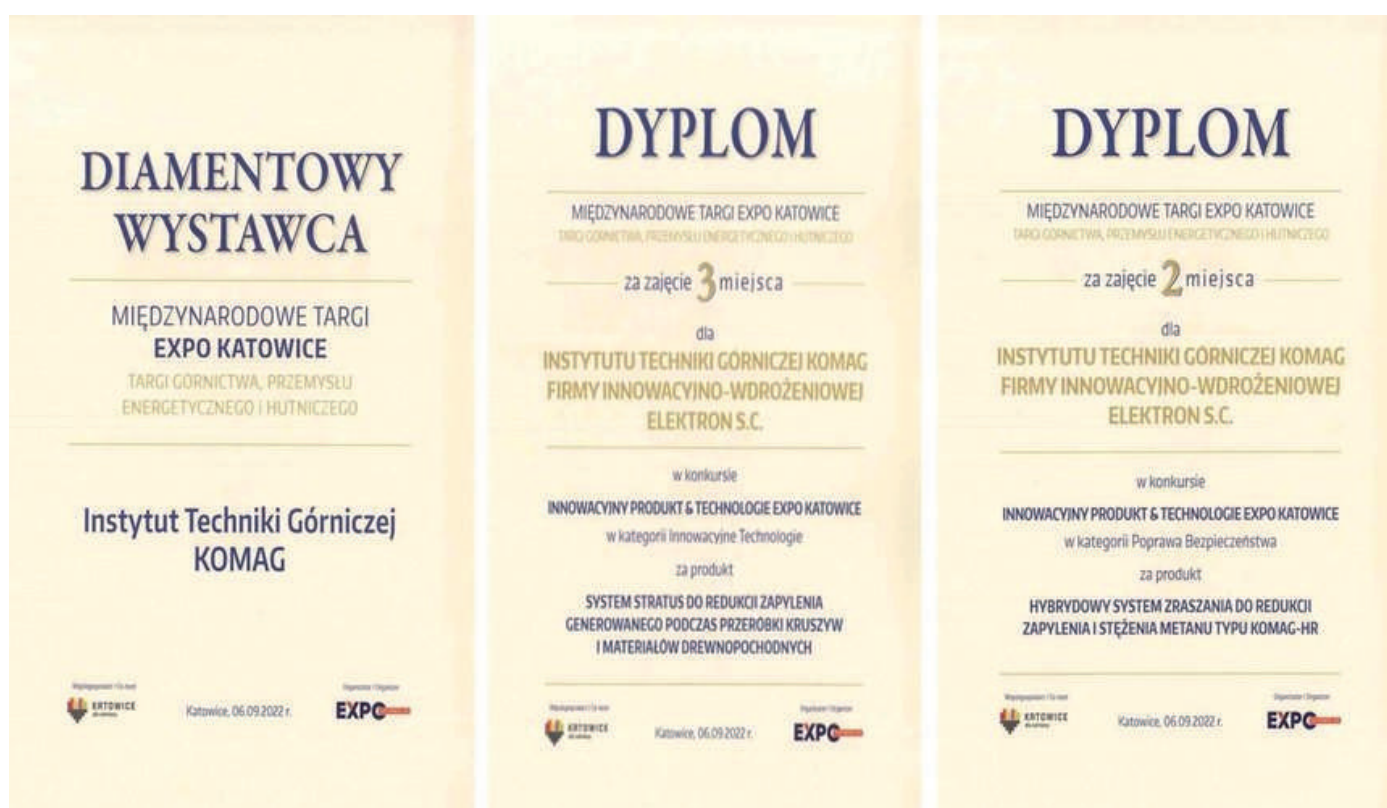 DIAMENTOWY
WYSTAWCA
MIĘDZYNARODOWE TARGI
EXPO KATOWICE
TARGI GÓRNICTWA, PRZEMYSŁU
ENERGETYCZNEGO I HUTNICZEGO
Instytut Techniki Górniczej
KOMAG
KATOWICE
Katowice, 06.09.2022 r.
EXPO
DYPLOM
MIĘDZYNARODOWE TARGI EXPO KATOWICE
TARGI GÓRNICTWA, PRZEMYSŁU ENERGETYCZNEGO I HUTNICZEGO
za zajęcie 3 miejsca
dla
INSTYTUTU TECHNIKI GÓRNICZEJ KOMAG
FIRMY INNOWACYJNO-WDROŻENIOWEJ
ELEKTRON S.C.
w konkursie
INNOWACYJNY PRODUKT & TECHNOLOGIE EXPO KATOWICE
w kategorii Innowacyjne Technologie
za produkt
SYSTEM STRATUS DO REDUKCJI ZAPYLENIA
GENEROWANEGO PODCZAS PRZERÓBKI KRUSZYW
I MATERIAŁÓW DREWNOPOCHODNYCH
KATOWICE
Katowice, 06.09.2022 r.
EXPO
DYPLOM
MIĘDZYNARODOWE TARGI EXPO KATOWICE
TARGI GÓRNICTWA, PRZEMYSŁU ENERGETYCZNEGO I HUTNICZEGO
za zajęcie 2 miejsca
dla
INSTYTUTU TECHNIKI GÓRNICZEJ KOMAG
FIRMY INNOWACYJNO-WDROŻENIOWEJ
ELEKTRON S.C.
w konkursie
INNOWACYJNY PRODUKT & TECHNOLOGIE EXPO KATOWICE
w kategorii Poprawa Bezpieczeństwa
za produkt
HYBRYDOWY SYSTEM ZRASZANIA DO REDUKCJI
ZAPYLENIA I STĘŻENIA METANU TYPU KOMAG-HR
KATOWICE
Katowice, 06.09.2022 r.
EXPO